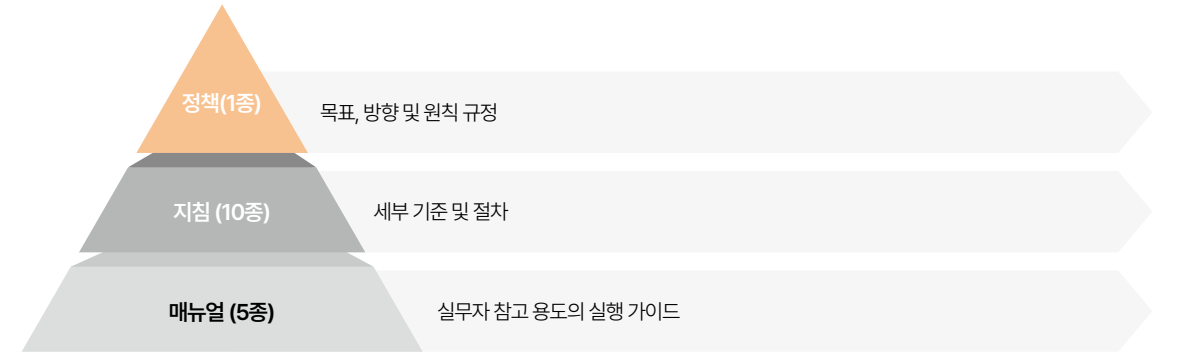 정책(1종)
목표, 방향 및 원칙 규정
지침 (10종)
세부 기준 및 절차
매뉴얼 (5종)
실무자 참고 용도의 실행 가이드